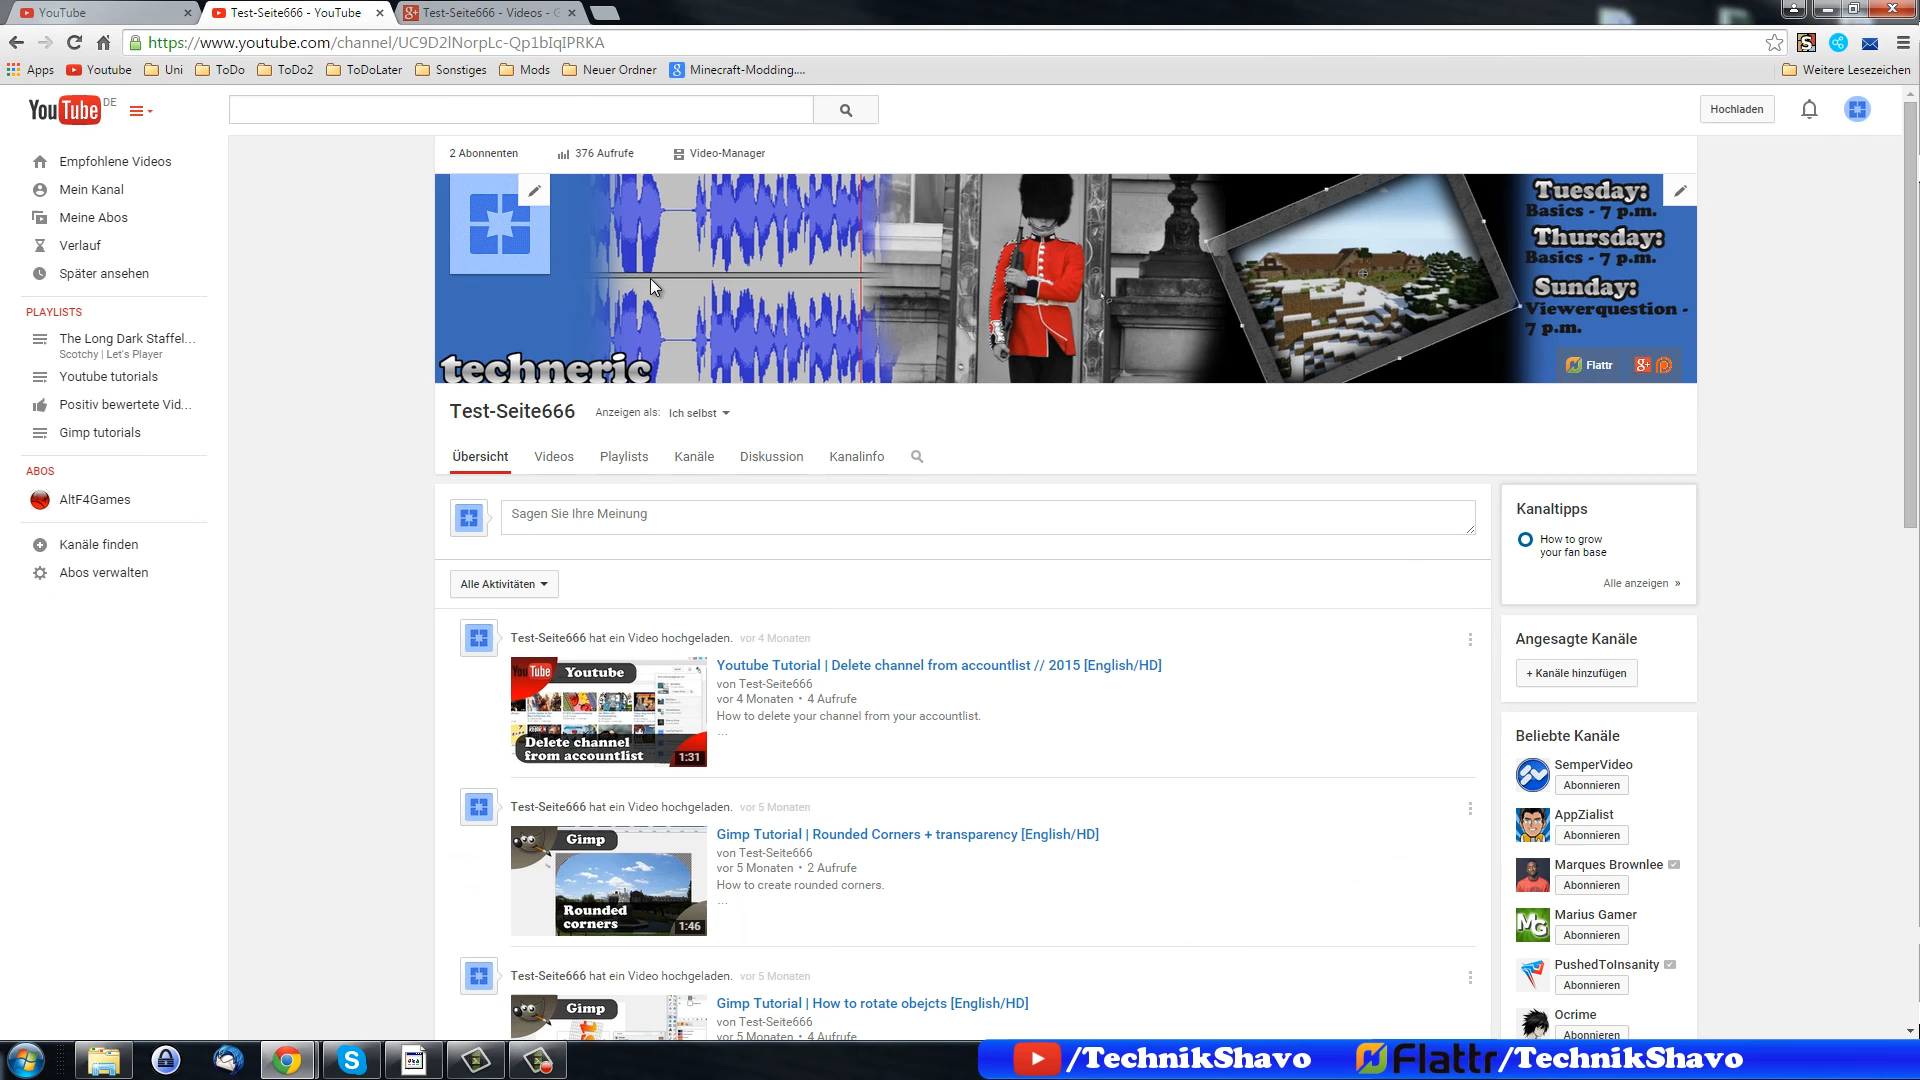 YouTube
Test-Seite666 - YouTube
Test-Seite666 - Videos - G
https://www.youtube.com/channel/UC9D2lNorpLc-Qp1bIqIPRKA
Apps
Youtube
Uni
ToDo
ToDo2
ToDoLater
Sonstiges
Mods
Neuer Ordner
Minecraft-Modding....
Weitere Lesezeichen
YouTube DE
Hochladen
Empfohlene Videos
Mein Kanal
Meine Abos
Verlauf
Später ansehen
PLAYLISTS
The Long Dark Staffel...
Scotchy | Let's Player
Youtube tutorials
Positiv bewertete Vid...
Gimp tutorials
ABOS
AltF4Games
Kanäle finden
Abos verwalten
2 Abonnenten
376 Aufrufe
Video-Manager
techneric
Tuesday:
Basics - 7 p.m.
Thursday:
Basics - 7 p.m.
Sunday:
Viewerquestion -
7 p.m.
Flattr
Test-Seite666
Anzeigen als: Ich selbst
Übersicht
Videos
Playlists
Kanäle
Diskussion
Kanalinfo
Sagen Sie Ihre Meinung
Alle Aktivitäten
Test-Seite666 hat ein Video hochgeladen. vor 4 Monaten
YouTube
Youtube
Delete channel
from accountlist
1:31
Youtube Tutorial | Delete channel from accountlist // 2015 [English/HD]
von Test-Seite666
vor 4 Monaten • 4 Aufrufe
How to delete your channel from your accountlist.
...
Test-Seite666 hat ein Video hochgeladen. vor 5 Monaten
Gimp
Rounded
corners
1:46
Gimp Tutorial | Rounded Corners + transparency [English/HD]
von Test-Seite666
vor 5 Monaten • 2 Aufrufe
How to create rounded corners.
...
Test-Seite666 hat ein Video hochgeladen. vor 5 Monaten
Gimp
Gimp Tutorial | How to rotate obejcts [English/HD]
von Test-Seite666
vor 5 Monaten • 4 Aufrufe
Kanaltipps
How to grow
your fan base
Alle anzeigen »
Angesagte Kanäle
+ Kanäle hinzufügen
Beliebte Kanäle
SemperVideo
Abonnieren
AppZialist
Abonnieren
Marques Brownlee
Abonnieren
Marius Gamer
Abonnieren
PushedToInsanity
Abonnieren
Ocrime
Abonnieren
/TechnikShavo
Flattr/TechnikShavo